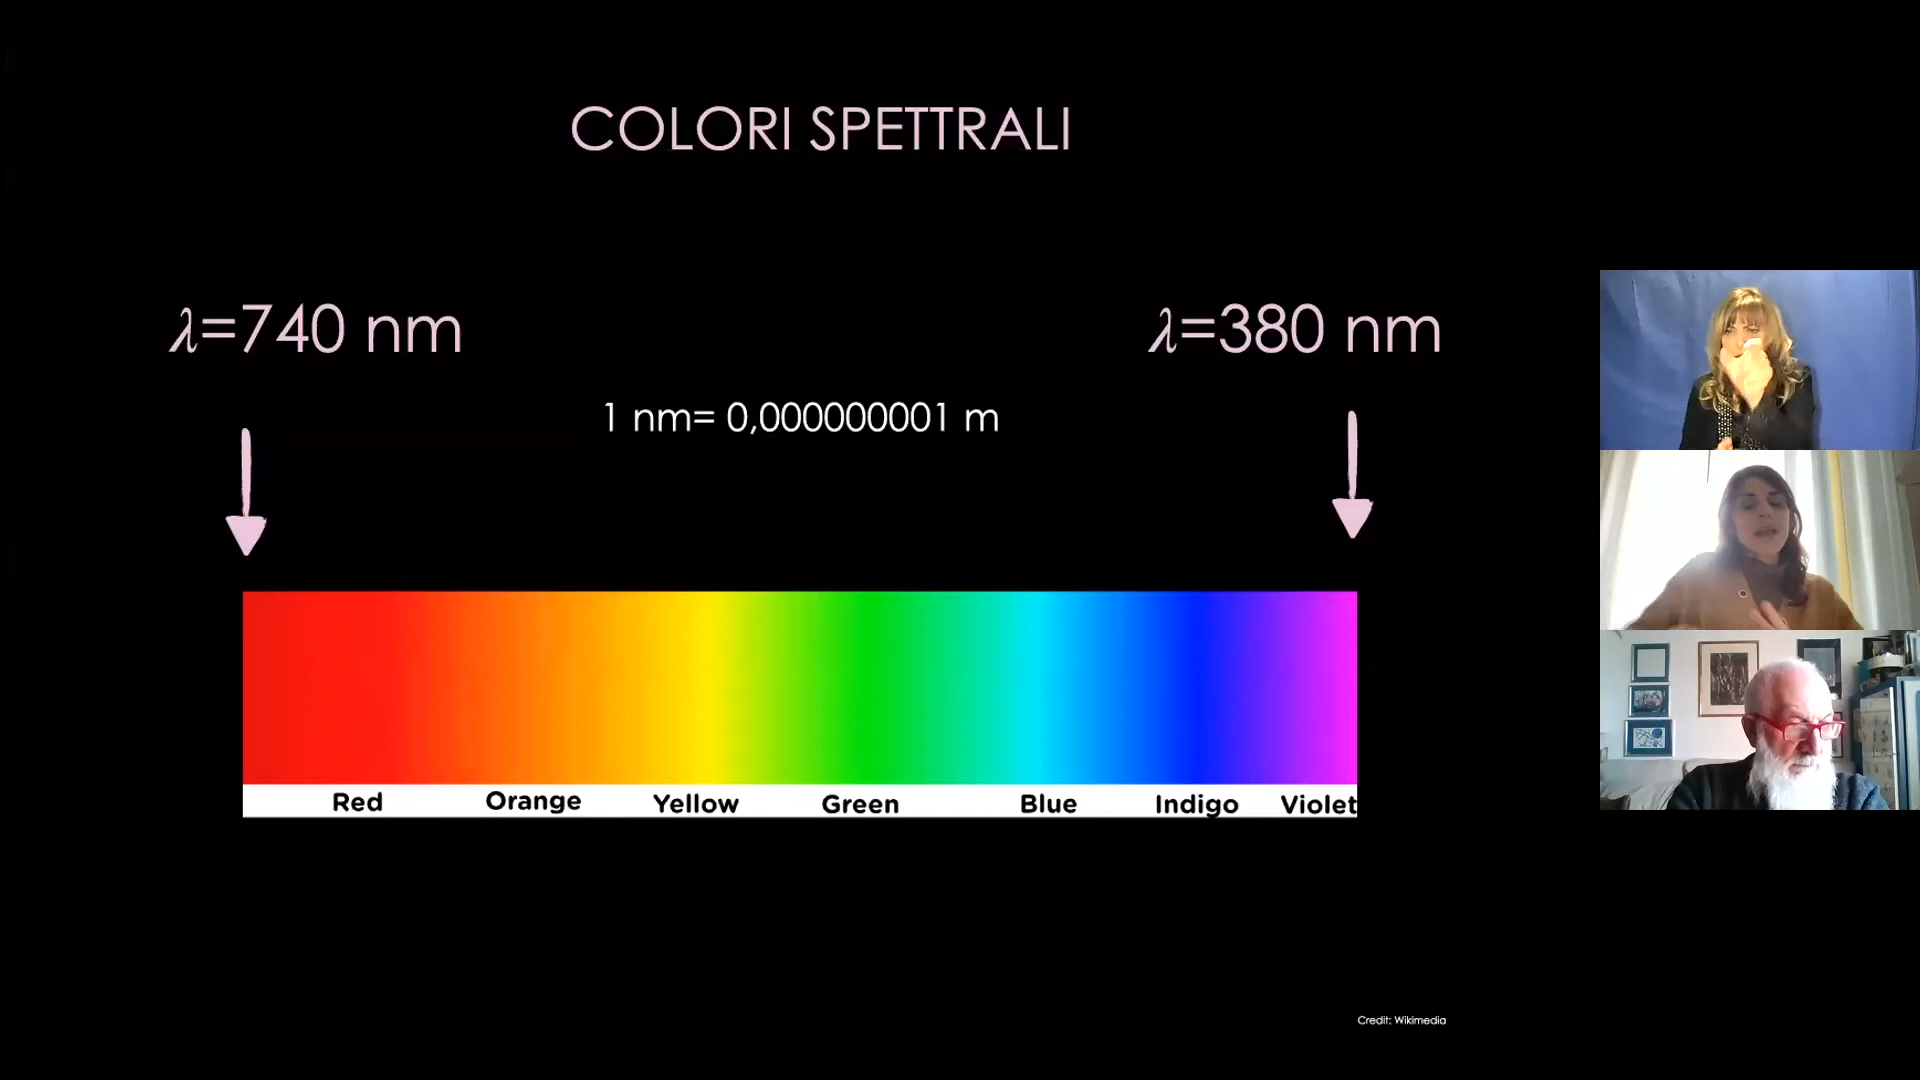 COLORI SPETTRALI
λ=740 nm
λ=380 nm
1 nm= 0,000000001 m
Red Orange Yellow Green Blue Indigo Violet
Credit: Wikimedia